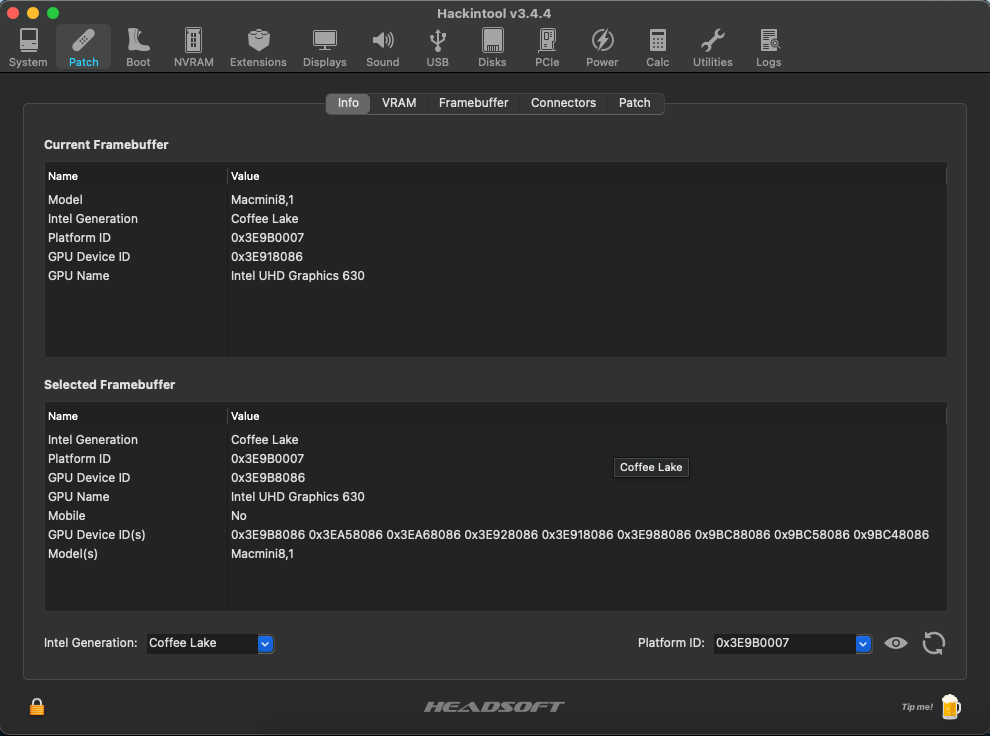 Hackintool v3.4.4
System Patch Boot NVRAM Extensions Displays Sound USB Disks PCIe Power Calc Utilities Logs
Info VRAM Framebuffer Connectors Patch
Current Framebuffer
Name Value
Model Macmini8,1
Intel Generation Coffee Lake
Platform ID 0x3E9B0007
GPU Device ID 0x3E918086
GPU Name Intel UHD Graphics 630
Selected Framebuffer
Name Value
Intel Generation Coffee Lake
Platform ID 0x3E9B0007
Coffee Lake
GPU Device ID 0x3E9B8086
GPU Name Intel UHD Graphics 630
Mobile No
GPU Device ID(s) 0x3E9B8086 0x3EA58086 0x3EA68086 0x3E928086 0x3E918086 0x3E988086 0x9BC88086 0x9BC58086 0x9BC48086
Model(s) Macmini8,1
Intel Generation: Coffee Lake Platform ID: 0x3E9B0007
HEADSOFT Tip me!